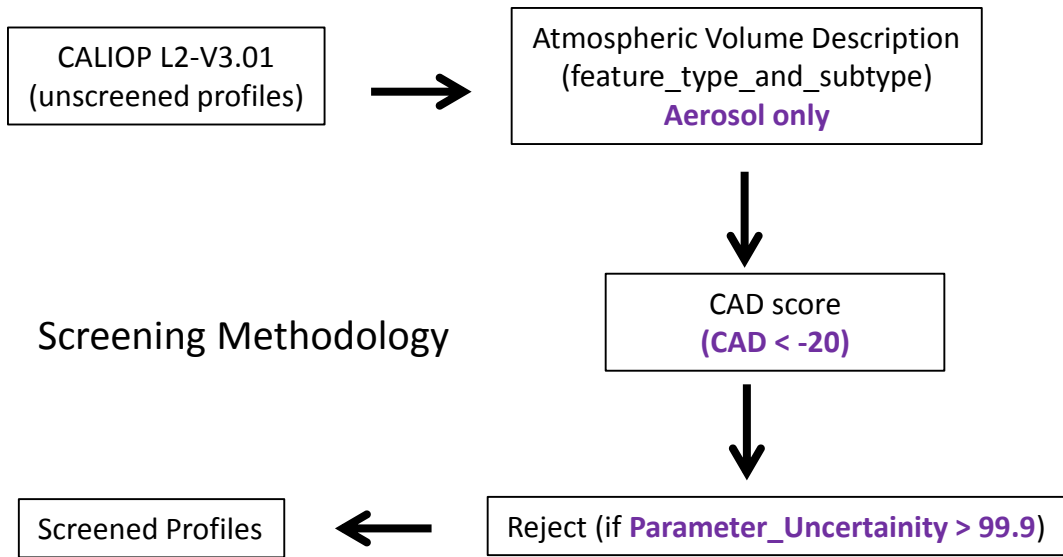 CALIOP L2-V3.01
(unscreened profiles)
Atmospheric Volume Description
(feature_type_and_subtype)
Aerosol only
CAD score
(CAD < -20)
Screening Methodology
Reject (if Parameter_Uncertainity > 99.9)
Screened Profiles